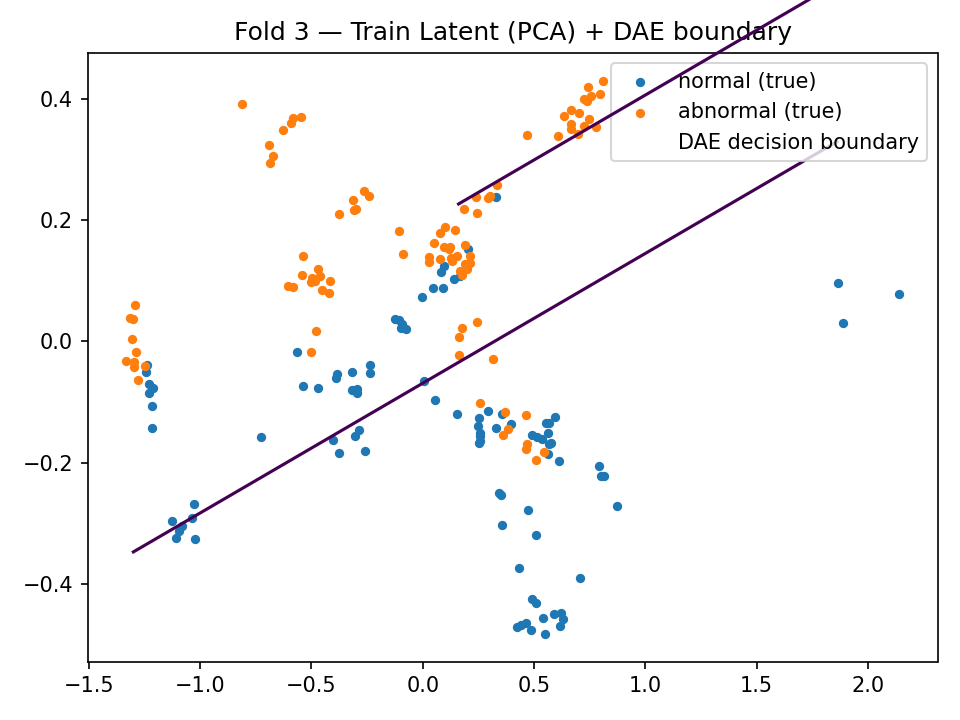 Fold 3 — Train Latent (PCA) + DAE boundary
normal (true)
abnormal (true)
DAE decision boundary
0.4
0.2
0.0
−0.2
−0.4
−1.5 −1.0 −0.5 0.0 0.5 1.0 1.5 2.0